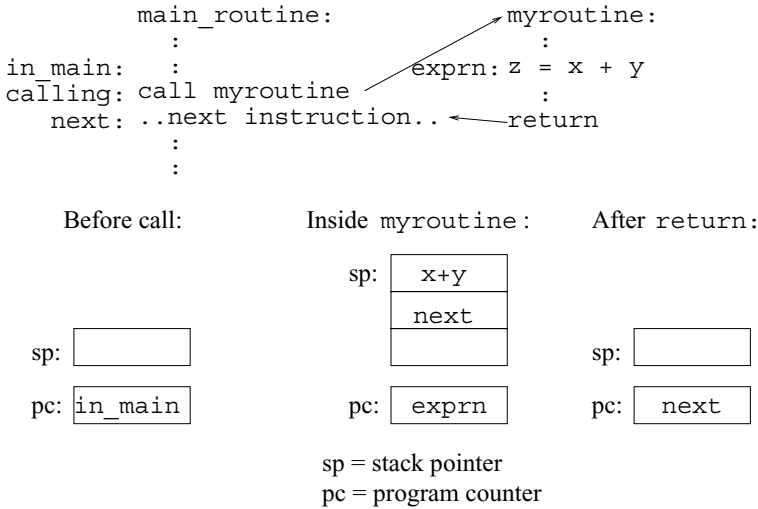 main_routine: myroutine:
: :
in_main: : exprn: z = x + y
calling: call myroutine :
next: ..next instruction.. return
:
:
Before call: Inside myroutine: After return:
sp: x+y
next
sp: sp:
pc: in_main pc: exprn pc: next
sp = stack pointer
pc = program counter